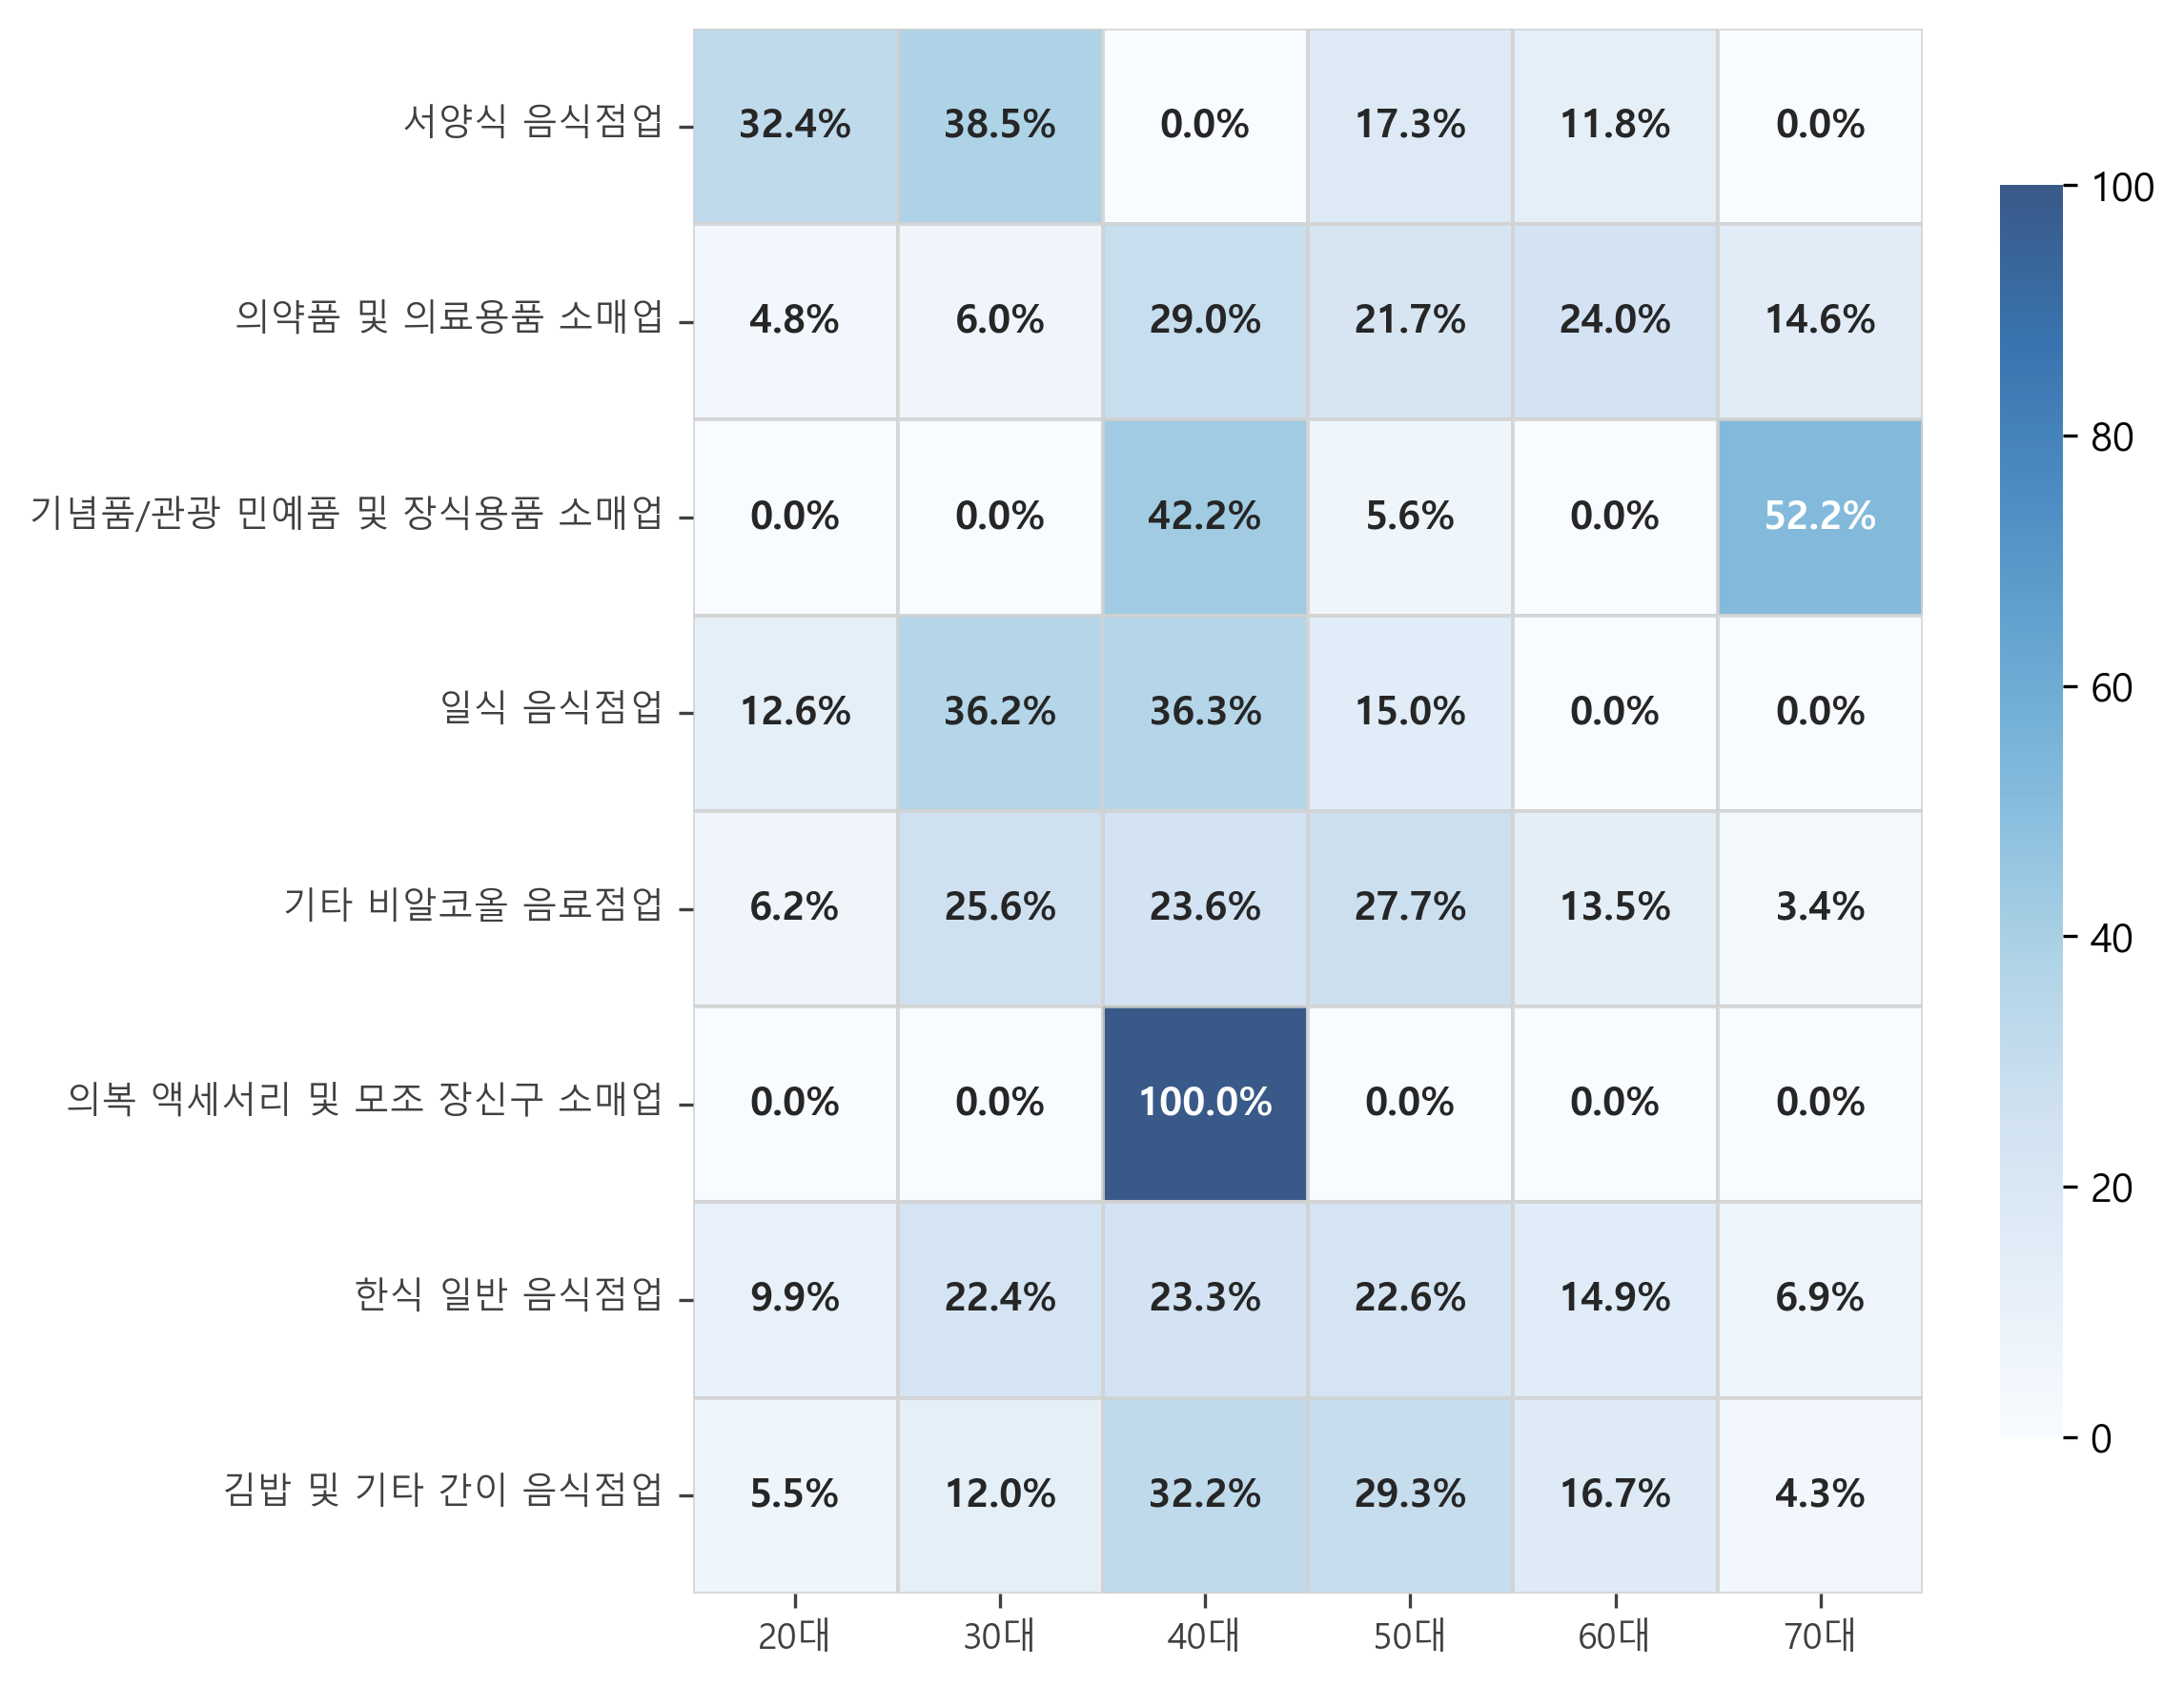 서양식 음식점업 32.4% 38.5% 0.0% 17.3% 11.8% 0.0%
의약품 및 의료용품 소매업 4.8% 6.0% 29.0% 21.7% 24.0% 14.6%
기념품/관광 민예품 및 장식용품 소매업 0.0% 0.0% 42.2% 5.6% 0.0% 52.2%
일식 음식점업 12.6% 36.2% 36.3% 15.0% 0.0% 0.0%
기타 비알코올 음료점업 6.2% 25.6% 23.6% 27.7% 13.5% 3.4%
의복 액세서리 및 모조 장신구 소매업 0.0% 0.0% 100.0% 0.0% 0.0% 0.0%
한식 일반 음식점업 9.9% 22.4% 23.3% 22.6% 14.9% 6.9%
김밥 및 기타 간이 음식점업 5.5% 12.0% 32.2% 29.3% 16.7% 4.3%
20대 30대 40대 50대 60대 70대
100
80
60
40
20
0